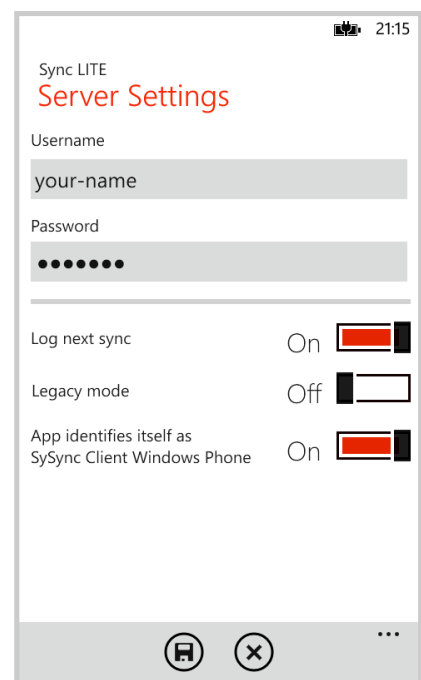 21:15
Sync LITE
Server Settings
Username
your-name
Password
•••••••
Log next sync
On
Legacy mode
Off
App identifies itself as
SySync Client Windows Phone
On
...